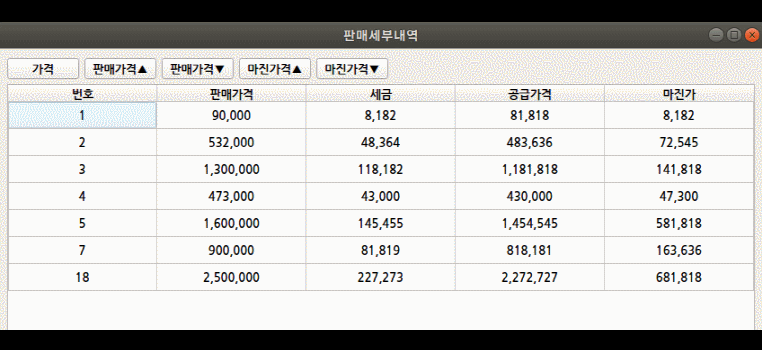 판매세부내역
가격 판매가격▲ 판매가격▼ 마진가격▲ 마진가격▼
번호 판매가격 세금 공급가격 마진가
1 90,000 8,182 81,818 8,182
2 532,000 48,364 483,636 72,545
3 1,300,000 118,182 1,181,818 141,818
4 473,000 43,000 430,000 47,300
5 1,600,000 145,455 1,454,545 581,818
7 900,000 81,819 818,181 163,636
18 2,500,000 227,273 2,272,727 681,818